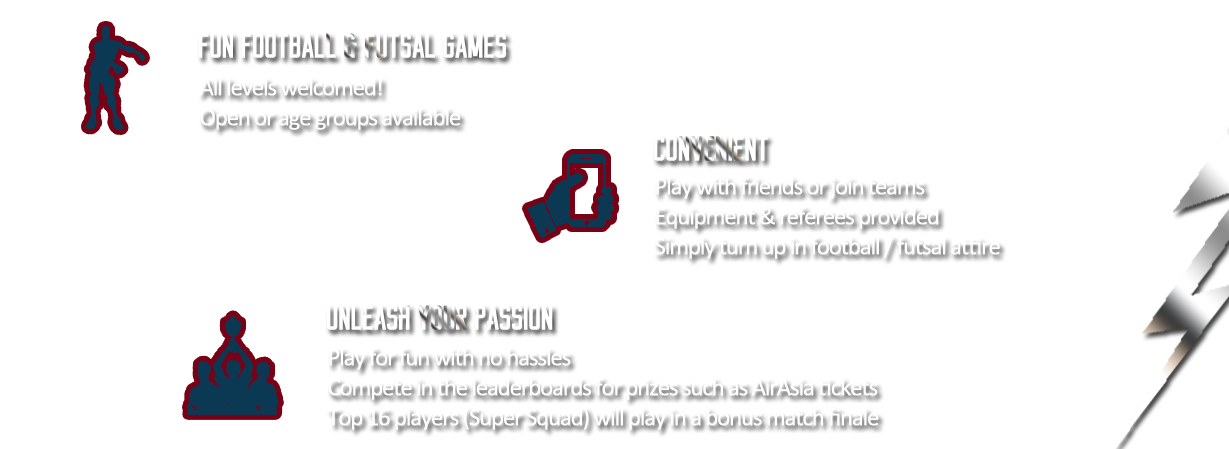 FUN FOOTBALL & FUTSAL GAMES
All levels welcomed!
Open or age groups available
CONVENIENT
Play with friends or join teams
Equipment & referees provided
Simply turn up in football / futsal attire
UNLEASH YOUR PASSION
Play for fun with no hassles
Compete in the leaderboards for prizes such as AirAsia tickets
Top 16 players (Super Squad) will play in a bonus match finale